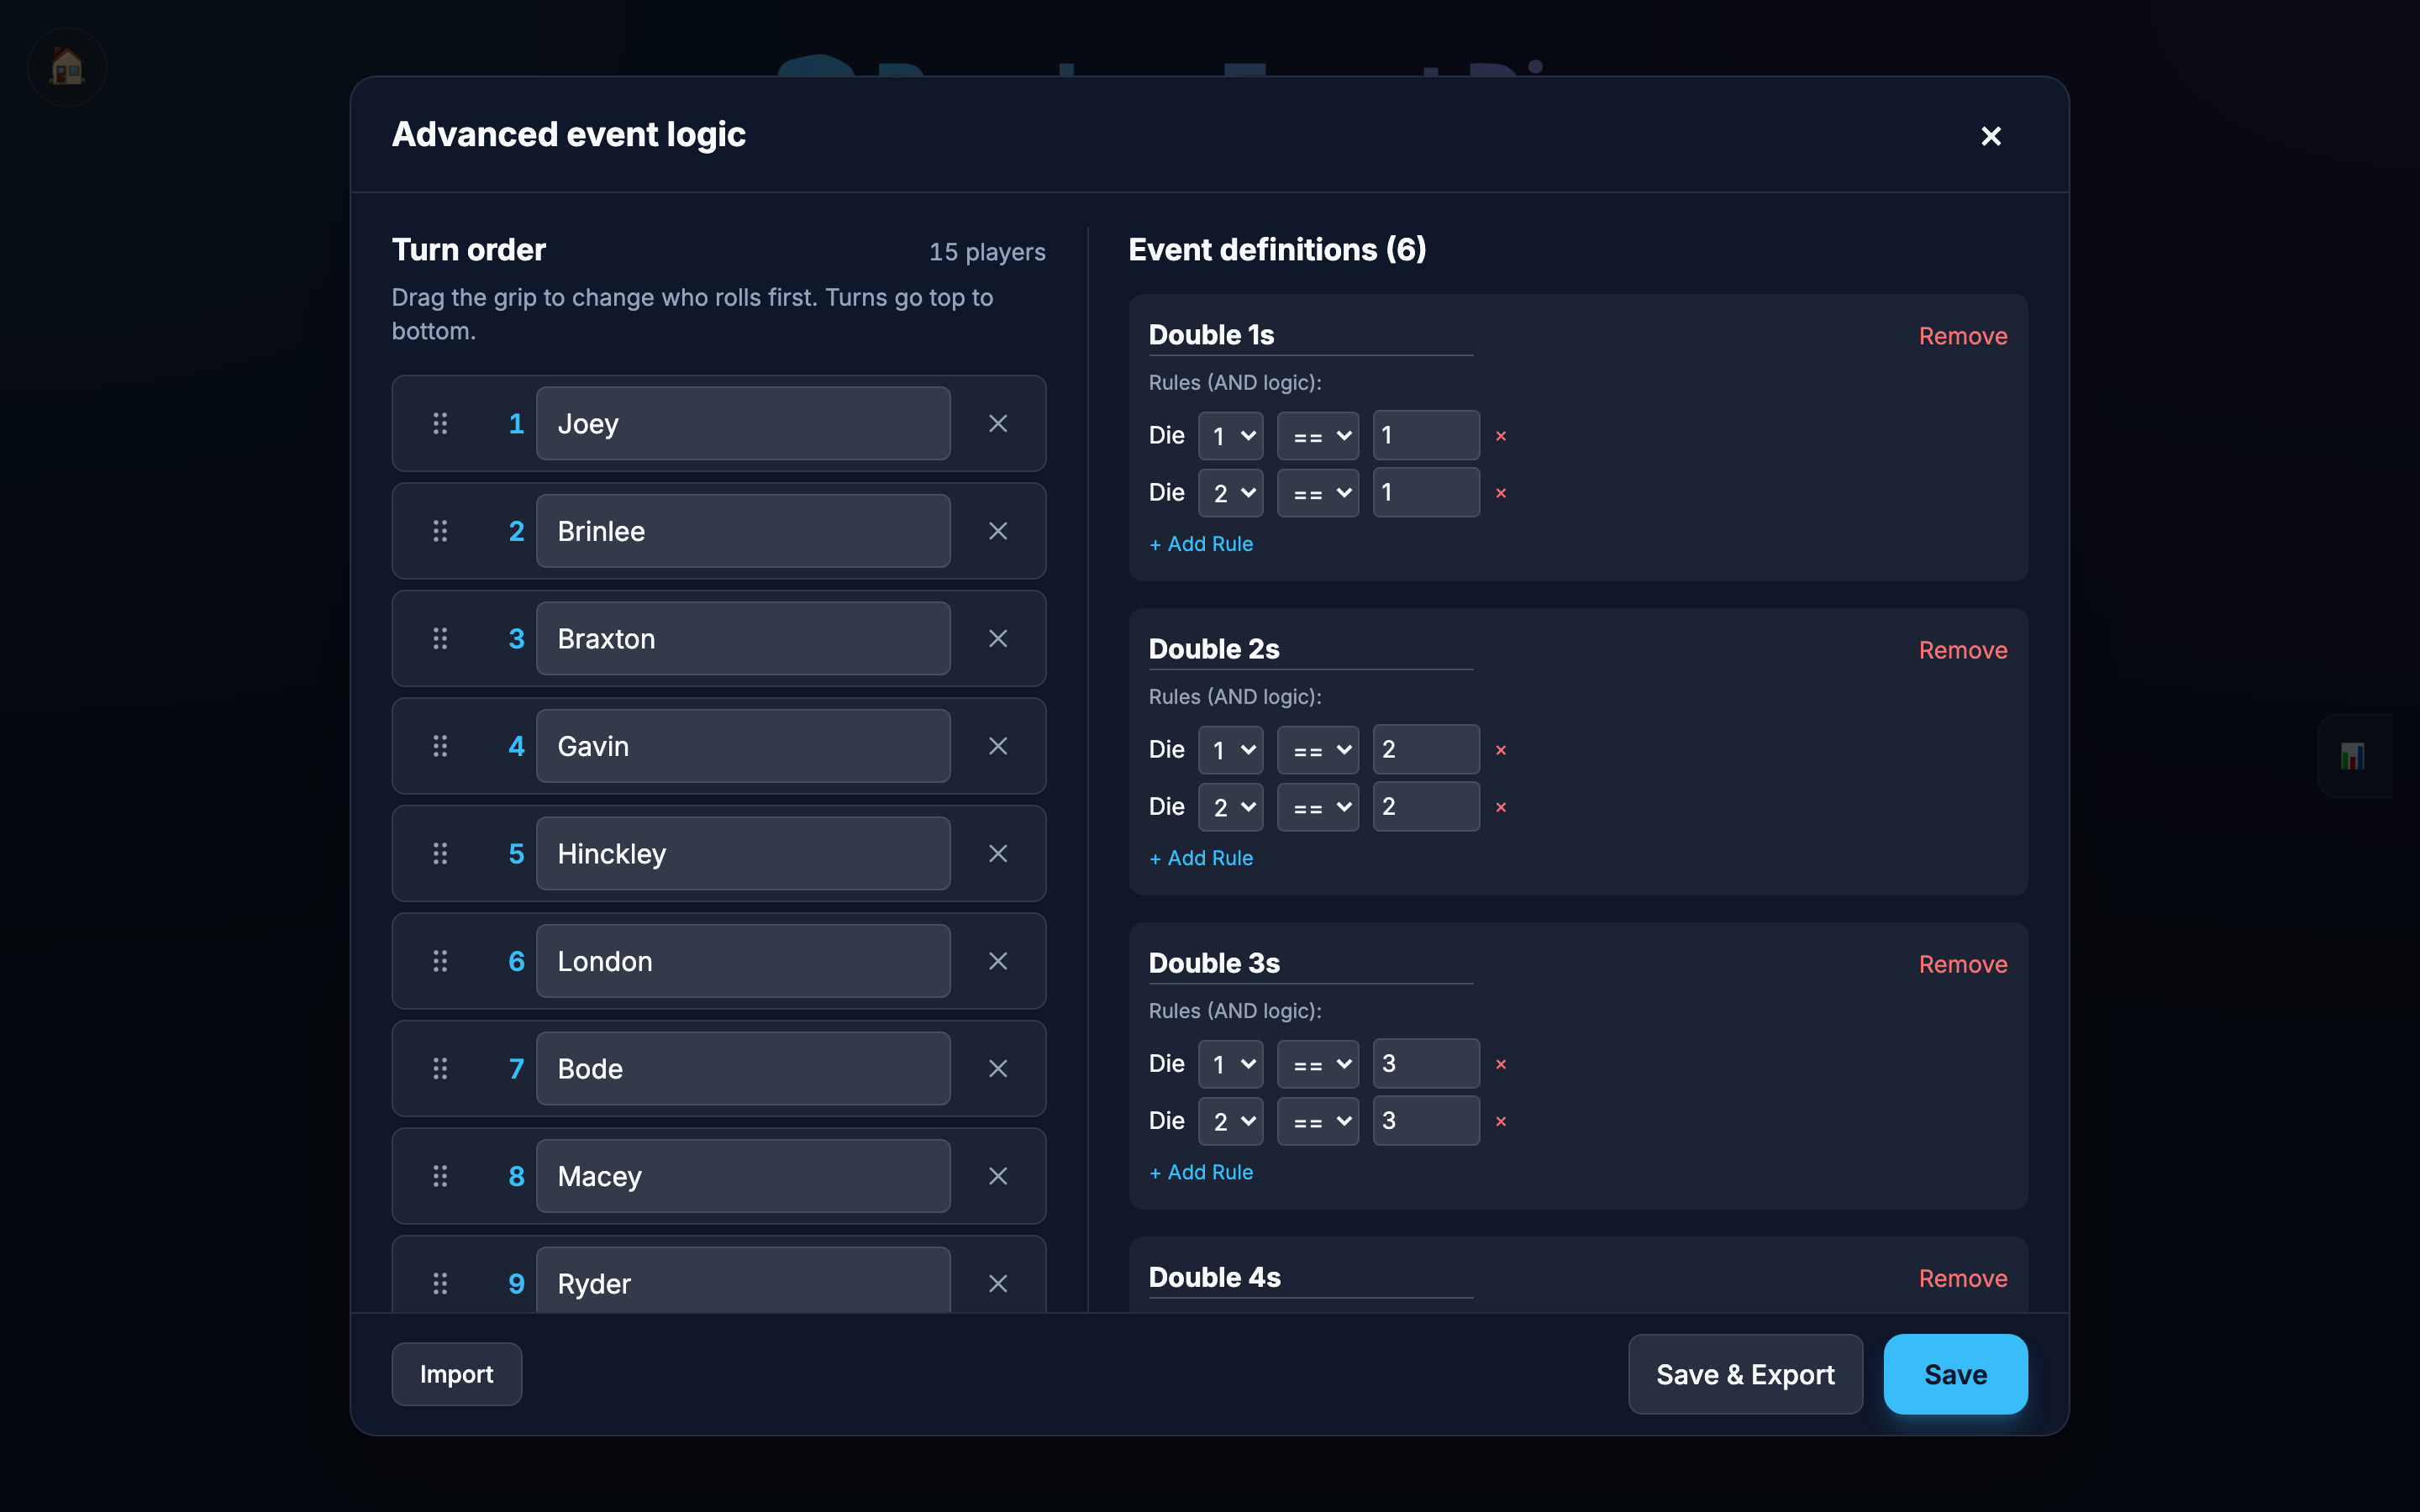 Advanced event logic
Turn order
15 players
Drag the grip to change who rolls first. Turns go top to
bottom.
1 Joey
2 Brinlee
3 Braxton
4 Gavin
5 Hinckley
6 London
7 Bode
8 Macey
9 Ryder
Event definitions (6)
Double 1s Remove
Rules (AND logic):
Die 1 == 1 ×
Die 2 == 1 ×
+ Add Rule
Double 2s Remove
Rules (AND logic):
Die 1 == 2 ×
Die 2 == 2 ×
+ Add Rule
Double 3s Remove
Rules (AND logic):
Die 1 == 3 ×
Die 2 == 3 ×
+ Add Rule
Double 4s Remove
Import
Save & Export
Save